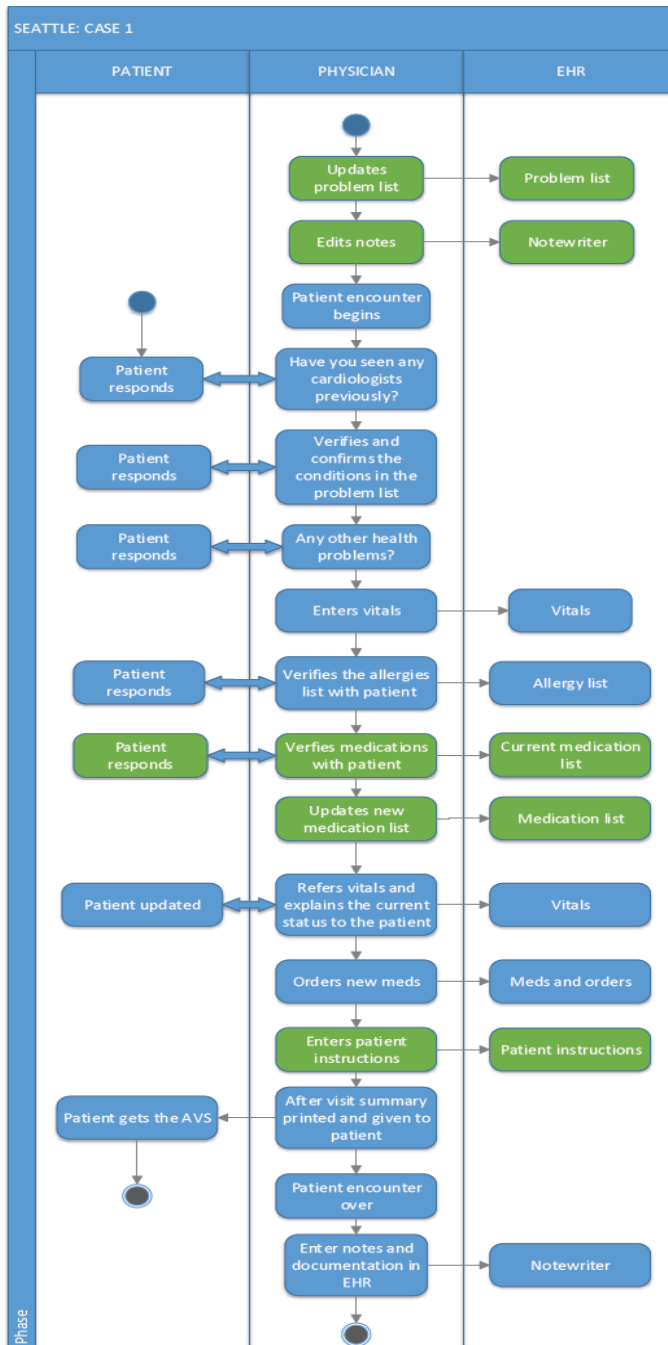 SEATTLE: CASE 1
PATIENT
PHYSICIAN
EHR
Updates
problem list
Problem list
Edits notes
Notewriter
Patient encounter
begins
Patient
responds
Have you seen any
cardiologists
previously?
Patient
responds
Verifies and
confirms the
conditions in the
problem list
Patient
responds
Any other health
problems?
Enters vitals
Vitals
Patient
responds
Verifies the allergies
list with patient
Allergy list
Patient
responds
Verfies medications
with patient
Current medication
list
Updates new
medication list
Medication list
Patient updated
Refers vitals and
explains the current
status to the patient
Vitals
Orders new meds
Meds and orders
Enters patient
instructions
Patient instructions
Patient gets the AVS
After visit summary
printed and given to
patient
Patient encounter
over
Enter notes and
documentation in
EHR
Notewriter
Phase